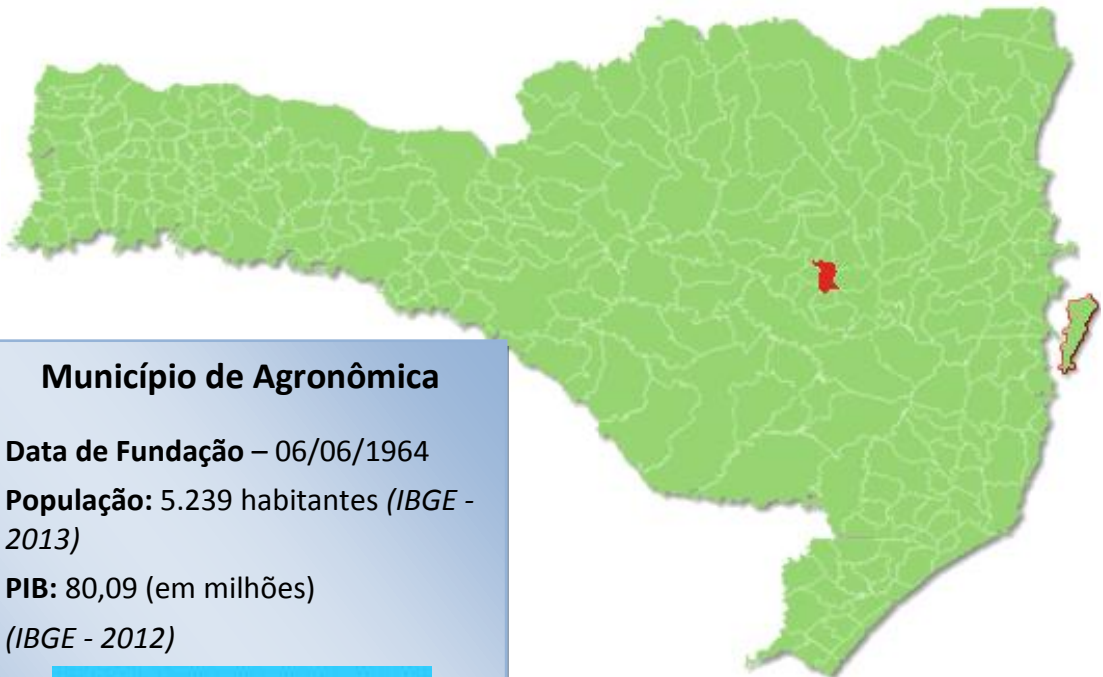 Município de Agronômica
Data de Fundação – 06/06/1964
População: 5.239 habitantes (IBGE -
2013)
PIB: 80,09 (em milhões)
(IBGE - 2012)